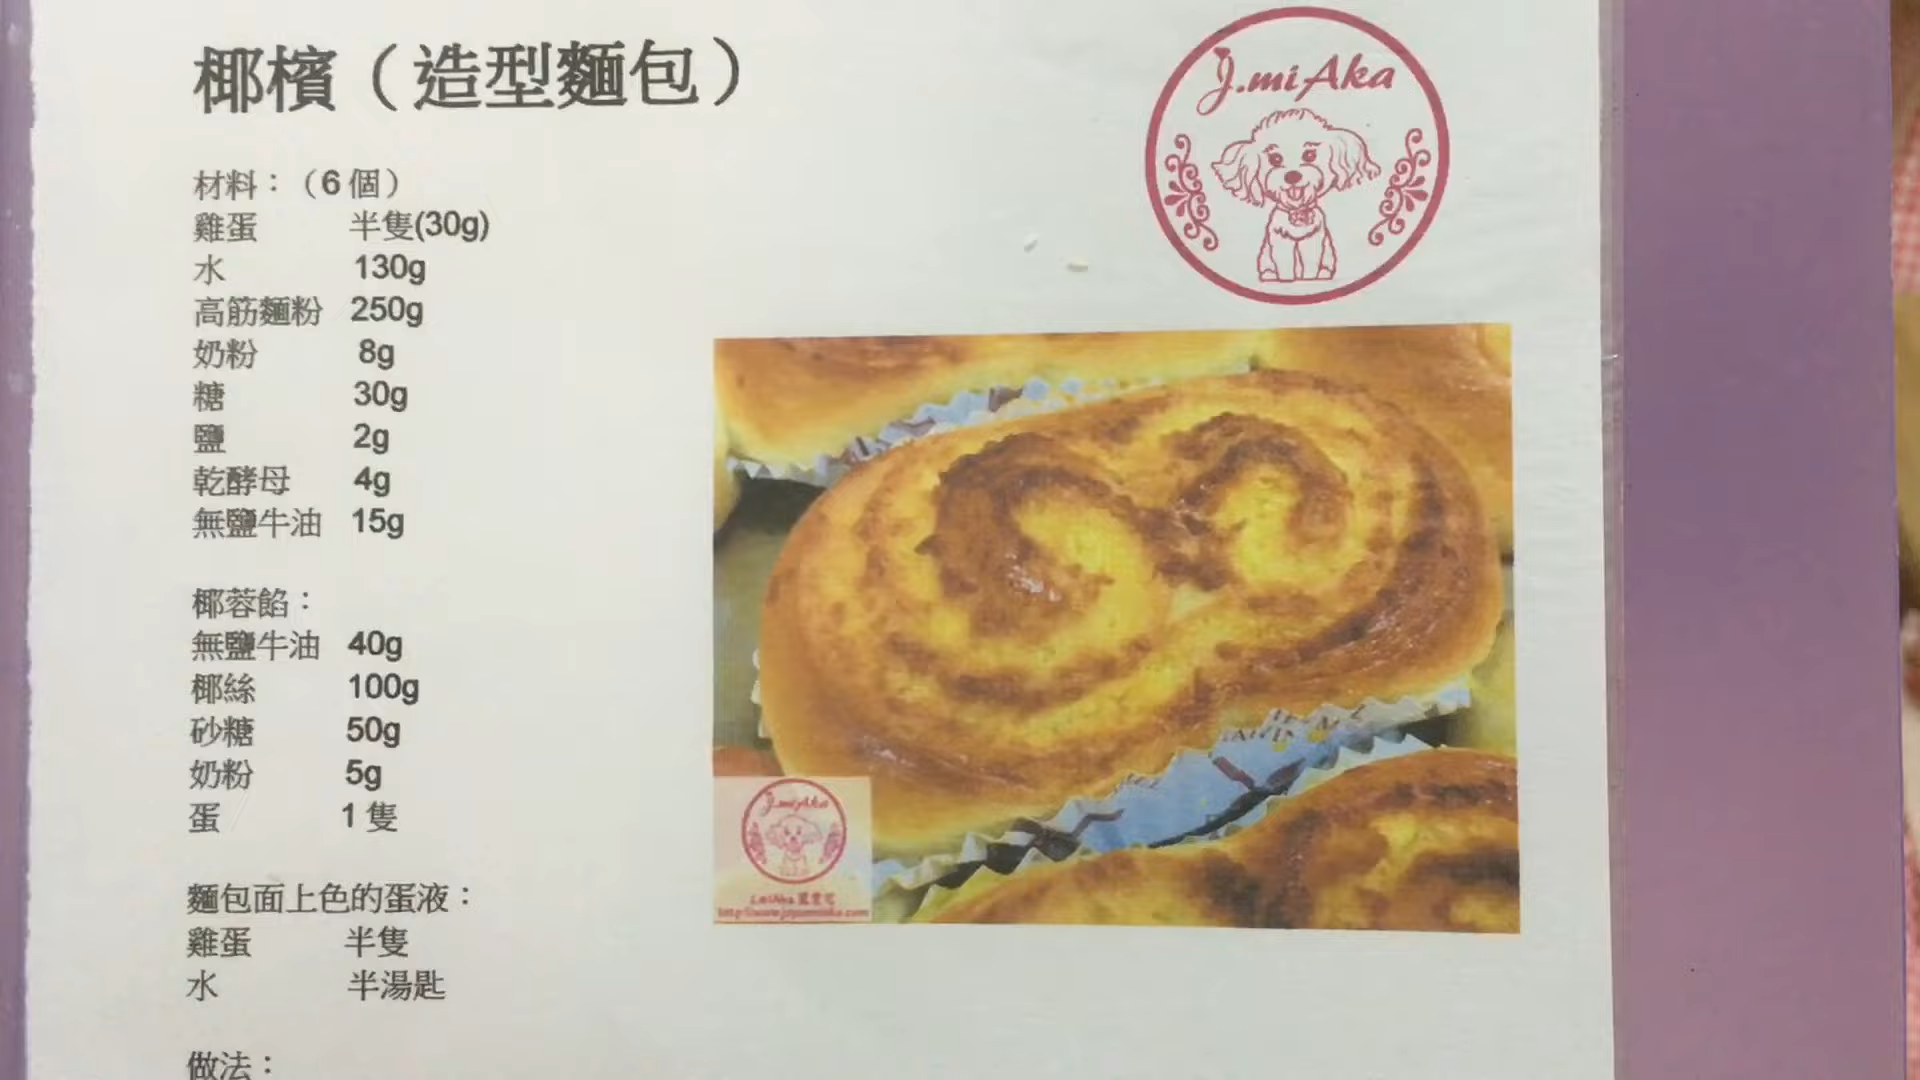 椰檳（造型麵包）
J.miAka
材料：（6 個）
雞蛋 半隻(30g)
水 130g
高筋麵粉 250g
奶粉 8g
糖 30g
鹽 2g
乾酵母 4g
無鹽牛油 15g
椰蓉餡：
無鹽牛油 40g
椰絲 100g
砂糖 50g
奶粉 5g
蛋 1 隻
麵包面上色的蛋液：
雞蛋 半隻
水 半湯匙
做法：
J.miAka